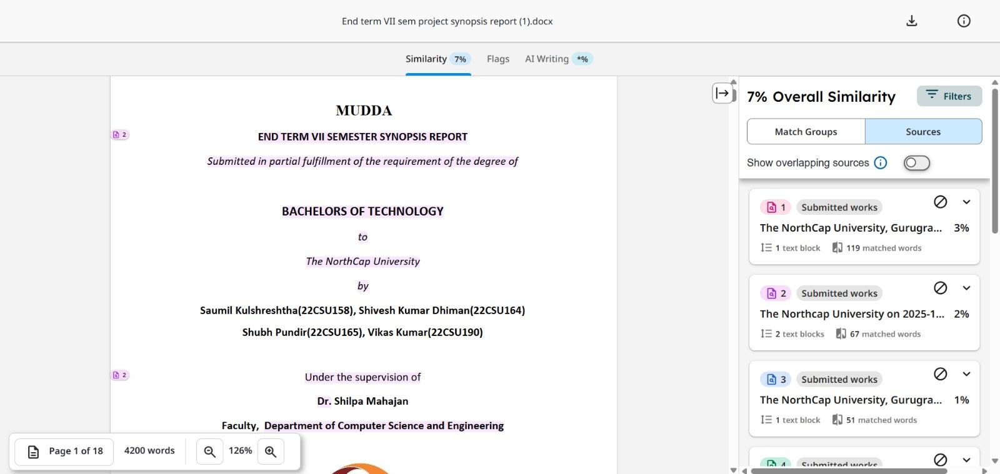 End term VII sem project synopsis report (1).docx
Similarity 7% Flags AI Writing *%
MUDDA
2
END TERM VII SEMESTER SYNOPSIS REPORT
Submitted in partial fulfillment of the requirement of the degree of
BACHELORS OF TECHNOLOGY
to
The NorthCap University
by
Saumil Kulshreshtha(22CSU158), Shivesh Kumar Dhiman(22CSU164)
Shubh Pundir(22CSU165), Vikas Kumar(22CSU190)
2
Under the supervision of
Dr. Shilpa Mahajan
Faculty, Department of Computer Science and Engineering
Page 1 of 18 4200 words 126%
7% Overall Similarity Filters
Match Groups Sources
Show overlapping sources
1 Submitted works
The NorthCap University, Gurugra... 3%
1 text block 119 matched words
2 Submitted works
The Northcap University on 2025-1... 2%
2 text blocks 67 matched words
3 Submitted works
The NorthCap University, Gurugra... 1%
1 text block 51 matched words
4 Submitted works